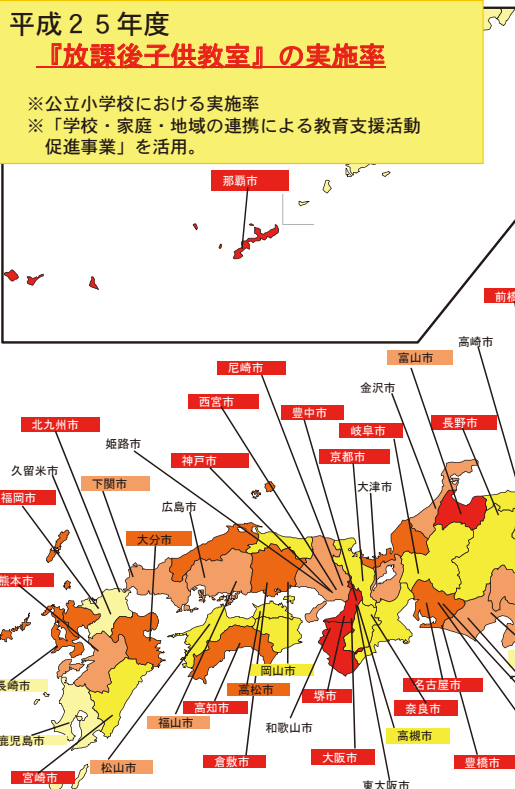 平成２５年度
『放課後子供教室』の実施率
※公立小学校における実施率
※「学校・家庭・地域の連携による教育支援活動
促進事業」を活用。
那覇市
前橋
高崎市
富山市
尼崎市
金沢市
西宮市
豊中市
北九州市
岐阜市
長野市
姫路市
京都市
神戸市
久留米市
下関市
大津市
福岡市
広島市
大分市
熊本市
岡山市
長崎市
高松市
名古屋市
堺市
高知市
奈良市
福山市
和歌山市
高槻市
鹿児島市
大阪市
倉敷市
豊橋市
松山市
宮崎市
東大阪市